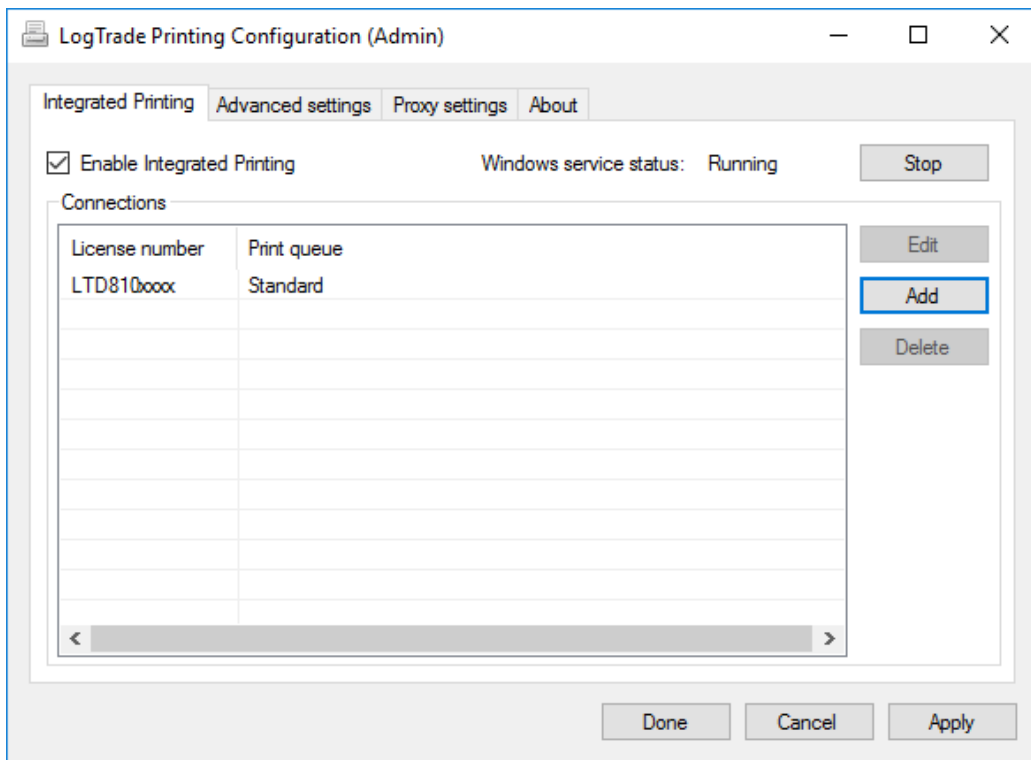 LogTrade Printing Configuration (Admin)
Integrated Printing Advanced settings Proxy settings About
Enable Integrated Printing Windows service status: Running Stop
Connections
License number Print queue Edit
LTD810xxxx Standard Add
Delete
Done Cancel Apply